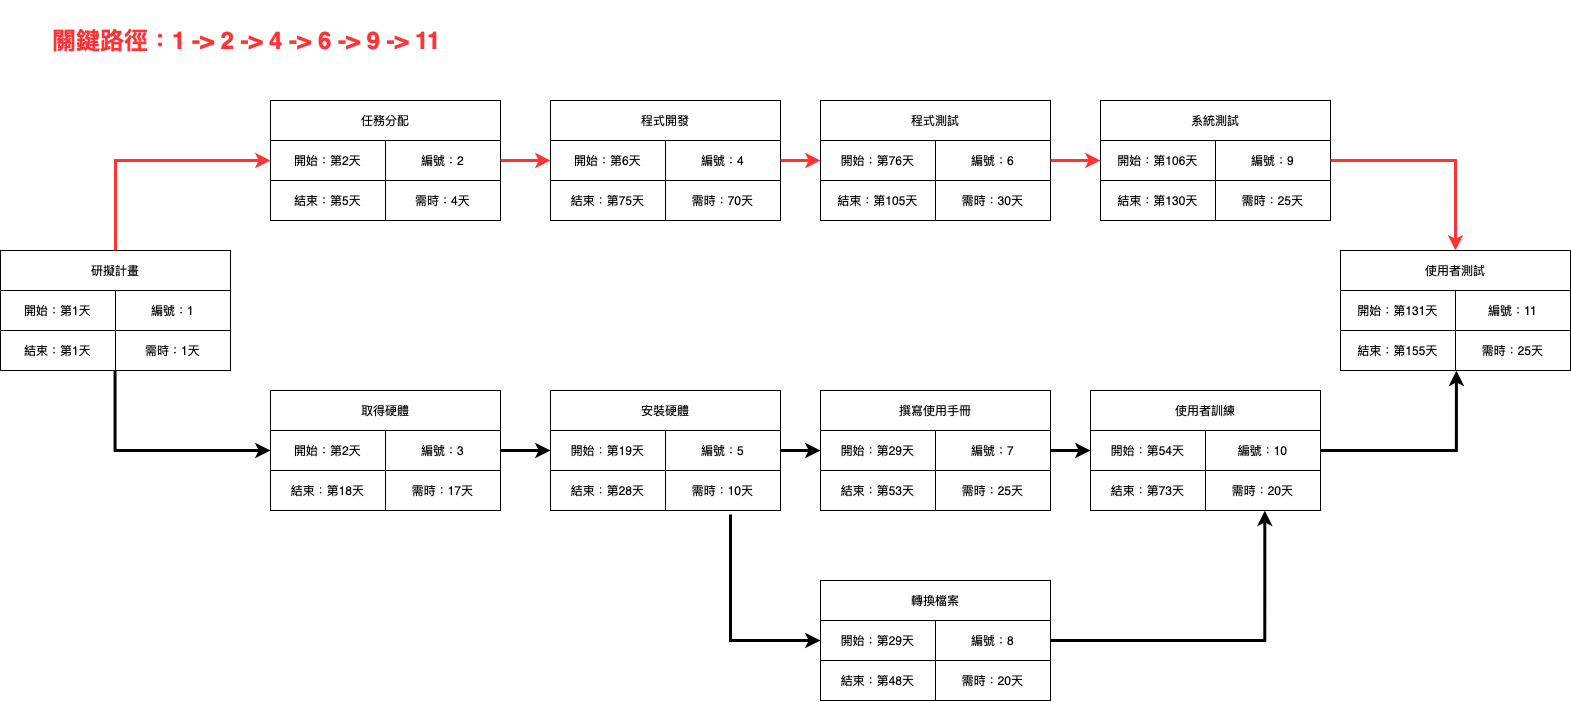 關鍵路徑：1 -> 2 -> 4 -> 6 -> 9 -> 11
任務分配
開始：第2天 編號：2
結束：第5天 需時：4天
程式開發
開始：第6天 編號：4
結束：第75天 需時：70天
程式測試
開始：第76天 編號：6
結束：第105天 需時：30天
系統測試
開始：第106天 編號：9
結束：第130天 需時：25天
研擬計畫
開始：第1天 編號：1
結束：第1天 需時：1天
使用者測試
開始：第131天 編號：11
結束：第155天 需時：25天
取得硬體
開始：第2天 編號：3
結束：第18天 需時：17天
安裝硬體
開始：第19天 編號：5
結束：第28天 需時：10天
撰寫使用手冊
開始：第29天 編號：7
結束：第53天 需時：25天
使用者訓練
開始：第54天 編號：10
結束：第73天 需時：20天
轉換檔案
開始：第29天 編號：8
結束：第48天 需時：20天